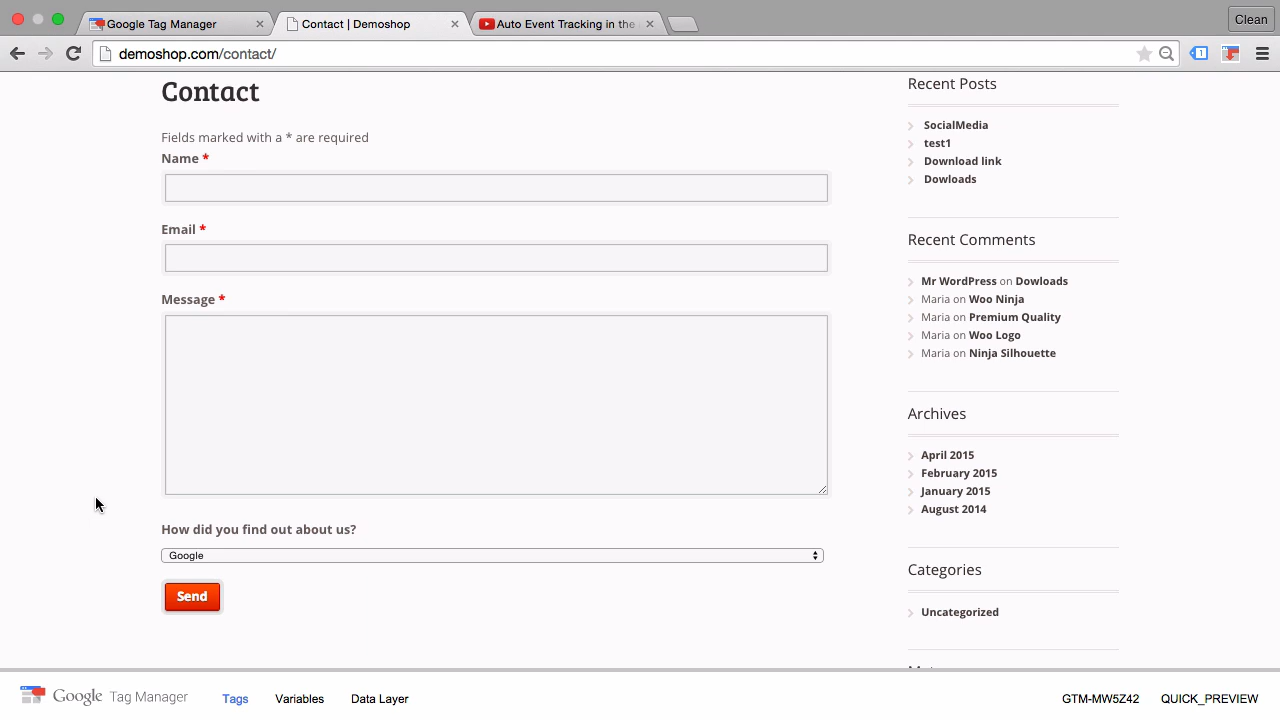 Google Tag Manager
Contact | Demoshop
Auto Event Tracking in the
Clean
demoshop.com/contact/
1
Contact
Fields marked with a * are required
Name *
Email *
Message *
How did you find out about us?
Google
Send
Recent Posts
SocialMedia
test1
Download link
Dowloads
Recent Comments
Mr WordPress on Dowloads
Maria on Woo Ninja
Maria on Premium Quality
Maria on Woo Logo
Maria on Ninja Silhouette
Archives
April 2015
February 2015
January 2015
August 2014
Categories
Uncategorized
Google Tag Manager
Tags
Variables
Data Layer
GTM-MW5Z42
QUICK_PREVIEW